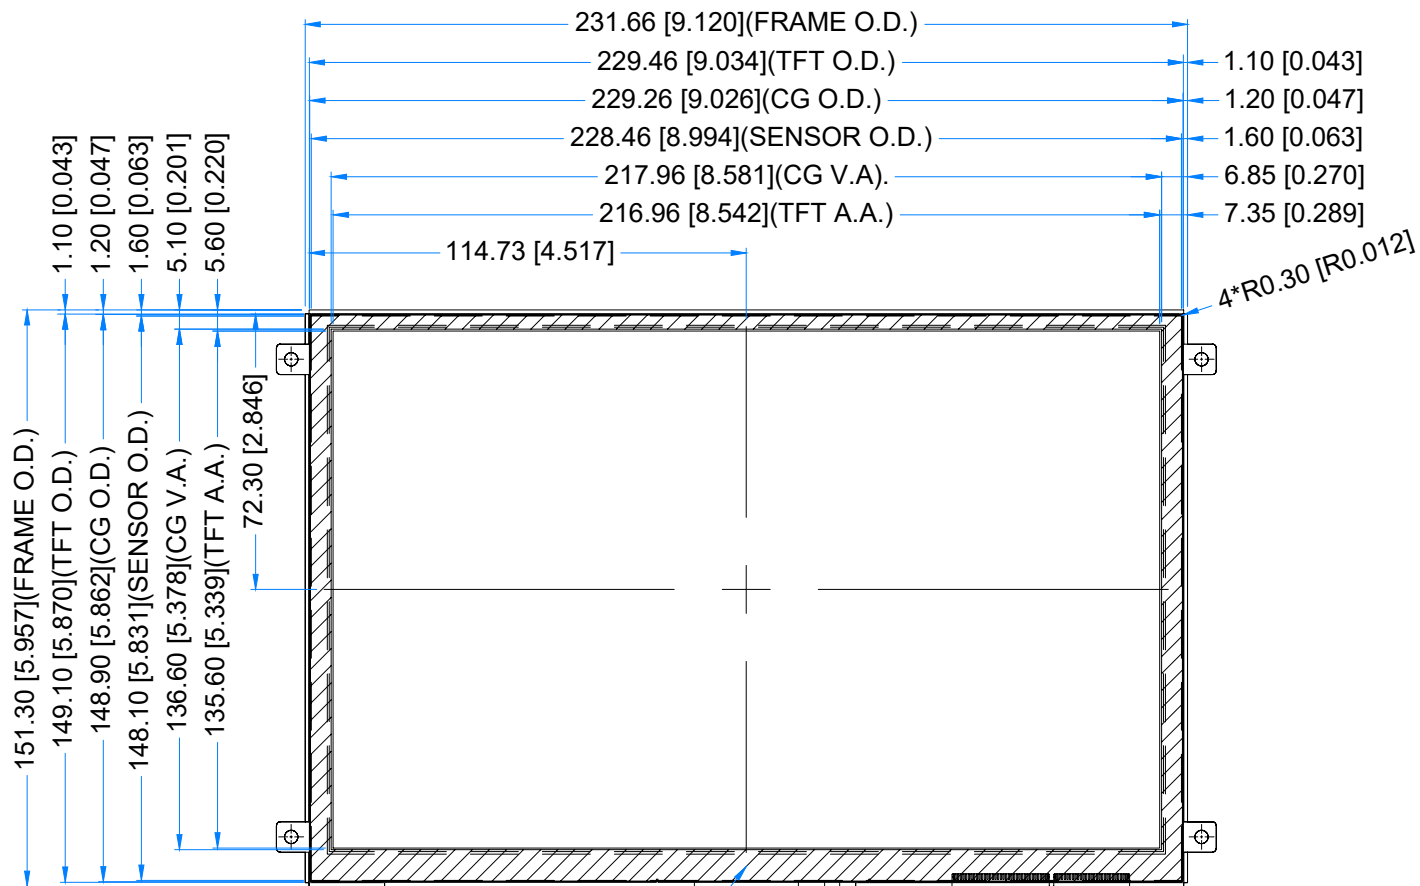 231.66 [9.120](FRAME O.D.)
229.46 [9.034](TFT O.D.)
1.10 [0.043]
229.26 [9.026](CG O.D.)
1.20 [0.047]
228.46 [8.994](SENSOR O.D.)
1.60 [0.063]
217.96 [8.581](CG V.A).
6.85 [0.270]
216.96 [8.542](TFT A.A.)
7.35 [0.289]
114.73 [4.517]
4*R0.30 [R0.012]
1.10 [0.043]
1.20 [0.047]
1.60 [0.063]
5.10 [0.201]
5.60 [0.220]
151.30 [5.957](FRAME O.D.)
149.10 [5.870](TFT O.D.)
148.90 [5.862](CG O.D.)
148.10 [5.831](SENSOR O.D.)
136.60 [5.378](CG V.A.)
135.60 [5.339](TFT A.A.)
72.30 [2.846]